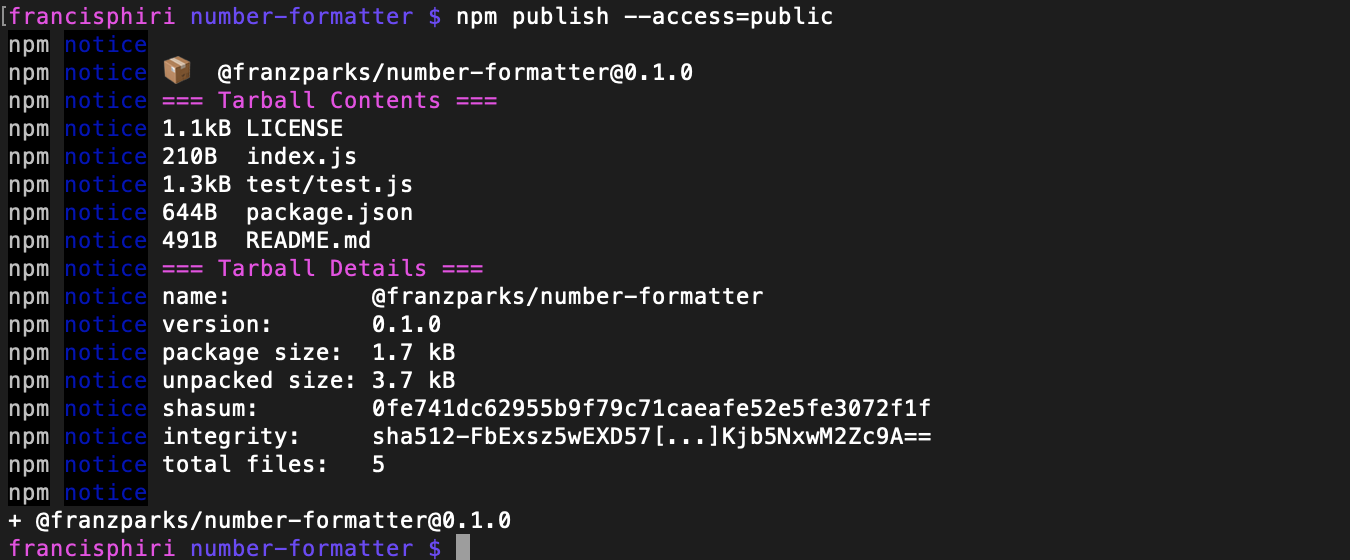 [francisphiri number-formatter $ npm publish --access=public
npm notice
npm notice 📦  @franzparks/number-formatter@0.1.0
npm notice === Tarball Contents ===
npm notice 1.1kB LICENSE
npm notice 210B  index.js
npm notice 1.3kB test/test.js
npm notice 644B  package.json
npm notice 491B  README.md
npm notice === Tarball Details ===
npm notice name:          @franzparks/number-formatter
npm notice version:       0.1.0
npm notice package size:  1.7 kB
npm notice unpacked size: 3.7 kB
npm notice shasum:        0fe741dc62955b9f79c71caeafe52e5fe3072f1f
npm notice integrity:     sha512-FbExsz5wEXD57[...]Kjb5NxwM2Zc9A==
npm notice total files:   5
npm notice
+ @franzparks/number-formatter@0.1.0
francisphiri number-formatter $